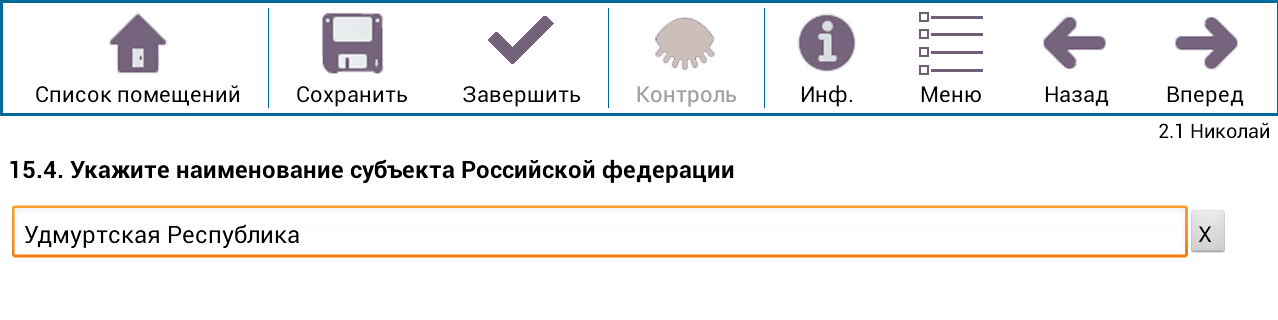 Список помещений Сохранить Завершить Контроль Инф. Меню Назад Вперед
2.1 Николай
15.4. Укажите наименование субъекта Российской федерации
Удмуртская Республика X